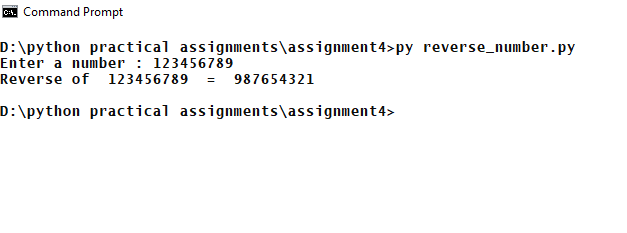 Command Prompt
D:\python practical assignments\assignment4>py reverse_number.py
Enter a number : 123456789
Reverse of  123456789  =  987654321
D:\python practical assignments\assignment4>